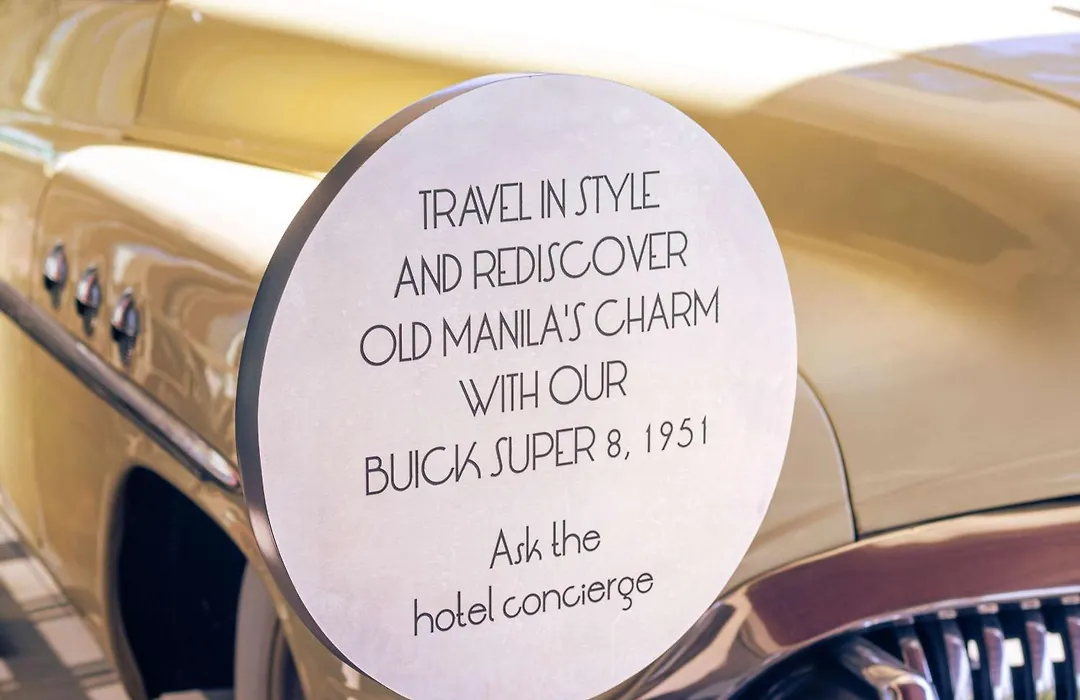 TRAVEL IN STYLE
AND REDISCOVER
OLD MANILA'S CHARM
WITH OUR
BUICK SUPER 8, 1951
Ask the
hotel concierge